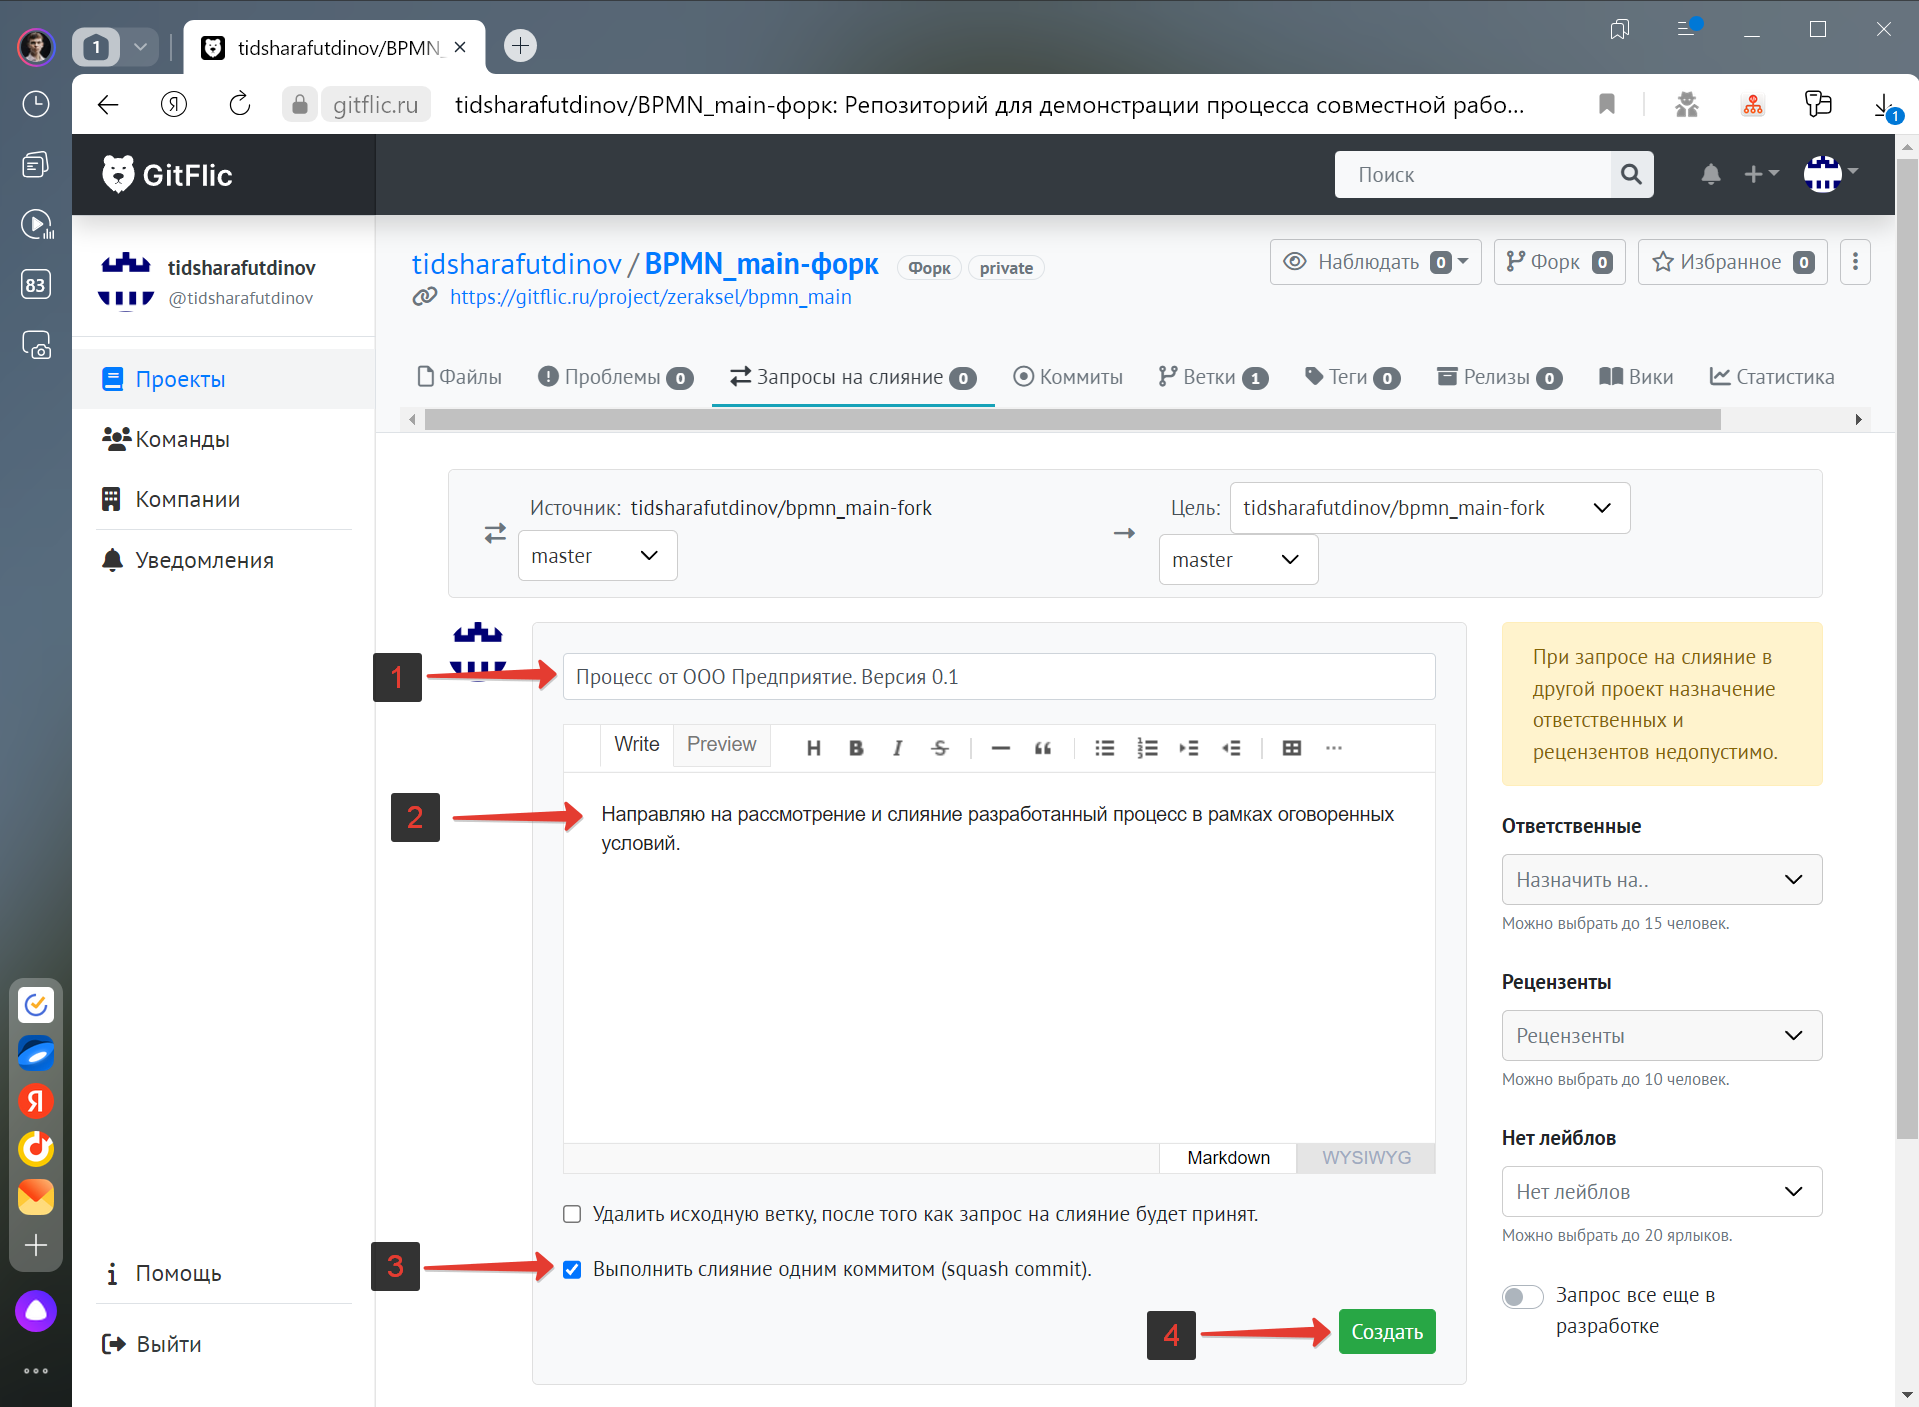 1
tidsharafutdinov/BPMN_
gitflic.ru
tidsharafutdinov/BPMN_main-форк: Репозиторий для демонстрации процесса совместной рабо...
1
83
GitFlic
Поиск
tidsharafutdinov
@tidsharafutdinov
Проекты
Команды
Компании
Уведомления
Помощь
Выйти
tidsharafutdinov / BPMN_main-форк Форк private
https://gitflic.ru/project/zeraksel/bpmn_main
Наблюдать 0
Форк 0
Избранное 0
Файлы
Проблемы 0
Запросы на слияние 0
Коммиты
Ветки 1
Теги 0
Релизы 0
Вики
Статистика
Источник: tidsharafutdinov/bpmn_main-fork
master
Цель: tidsharafutdinov/bpmn_main-fork
master
1
Процесс от ООО Предприятие. Версия 0.1
Write Preview
2
Направляю на рассмотрение и слияние разработанный процесс в рамках оговоренных
условий.
Markdown WYSIWYG
Удалить исходную ветку, после того как запрос на слияние будет принят.
3
Выполнить слияние одним коммитом (squash commit).
4
Создать
При запросе на слияние в
другой проект назначение
ответственных и
рецензентов недопустимо.
Ответственные
Назначить на..
Можно выбрать до 15 человек.
Рецензенты
Рецензенты
Можно выбрать до 10 человек.
Нет лейблов
Нет лейблов
Можно выбрать до 20 ярлыков.
Запрос все еще в
разработке